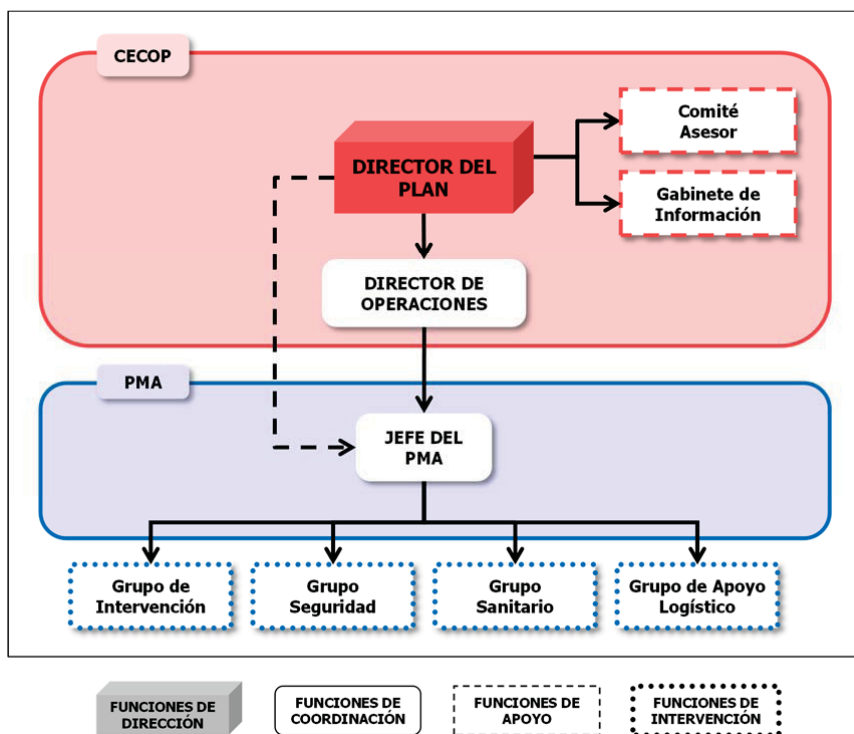 CECOP
Comité
Asesor
DIRECTOR DEL
PLAN
Gabinete de
Información
DIRECTOR DE
OPERACIONES
PMA
JEFE DEL
PMA
Grupo de
Intervención
Grupo
Seguridad
Grupo
Sanitario
Grupo de Apoyo
Logístico
FUNCIONES DE
DIRECCIÓN
FUNCIONES DE
COORDINACIÓN
FUNCIONES DE
APOYO
FUNCIONES DE
INTERVENCIÓN